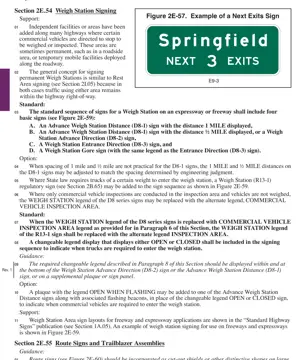 Section 2E.54 Weigh Station Signing
Support:
01 Independent facilities or areas have been
added along many highways where certain
commercial vehicles are directed to stop to
be weighed or inspected. These areas are
sometimes permanent, such as in a roadside
area, or temporary mobile facilities deployed
along the roadway.
02 The general concept for signing
permanent Weigh Stations is similar to Rest
Area signing (see Section 2I.05) because in
both cases traffic using either area remains
within the highway right-of-way.
Figure 2E-57. Example of a Next Exits Sign
Springfield
NEXT 3 EXITS
E9-3
Standard:
03 The standard sequence of signs for a Weigh Station on an expressway or freeway shall include four
basic signs (see Figure 2E-59):
A. An Advance Weigh Station Distance (D8-1) sign with the distance 1 MILE displayed,
B. An Advance Weigh Station Distance (D8-1) sign with the distance ½ MILE displayed, or a Weigh
Station Advance Direction (D8-2) sign,
C. A Weigh Station Entrance Direction (D8-3) sign, and
D. A Weigh Station Gore sign (with the same legend as the Entrance Direction (D8-3) sign).
Option:
04 When spacing of 1 mile and ½ mile are not practical for the D8-1 signs, the 1 MILE and ½ MILE distances on
the D8-1 signs may be adjusted to match the spacing determined by engineering judgment.
05 Where State law requires trucks of a certain weight to enter the weigh station, a Weigh Station (R13-1)
regulatory sign (see Section 2B.65) may be added to the sign sequence as shown in Figure 2E-59.
06 Where only commercial vehicle inspections are conducted in the inspection area and vehicles are not weighed,
the WEIGH STATION legend of the D8 series signs may be replaced with the alternate legend, COMMERCIAL
VEHICLE INSPECTION AREA.
Standard:
07 When the WEIGH STATION legend of the D8 series signs is replaced with COMMERCIAL VEHICLE
INSPECTION AREA legend as provided for in Paragraph 6 of this Section, the WEIGH STATION legend
of the R13-1 sign shall be replaced with the alternate legend INSPECTION AREA.
08 A changeable legend display that displays either OPEN or CLOSED shall be included in the signing
sequence to indicate when trucks are required to enter the weigh station.
Guidance:
09 The required changeable legend described in Paragraph 8 of this Section should be displayed within and at
the bottom of the Weigh Station Advance Direction (D8-2) sign or the Advance Weigh Station Distance (D8-1)
sign, or on a supplemental plaque or sign panel.
Option:
10 A plaque with the legend OPEN WHEN FLASHING may be added to one of the Advance Weigh Station
Distance signs along with associated flashing beacons, in place of the changeable legend OPEN or CLOSED sign,
to indicate when commercial vehicles are required to enter the weigh station.
Support:
11 Weigh Station Area sign layouts for freeway and expressway applications are shown in the "Standard Highway
Signs" publication (see Section 1A.05). An example of weigh station signing for use on freeways and expressways
is shown in Figure 2E-59.
Section 2E.55 Route Signs and Trailblazer Assemblies
Guidance: